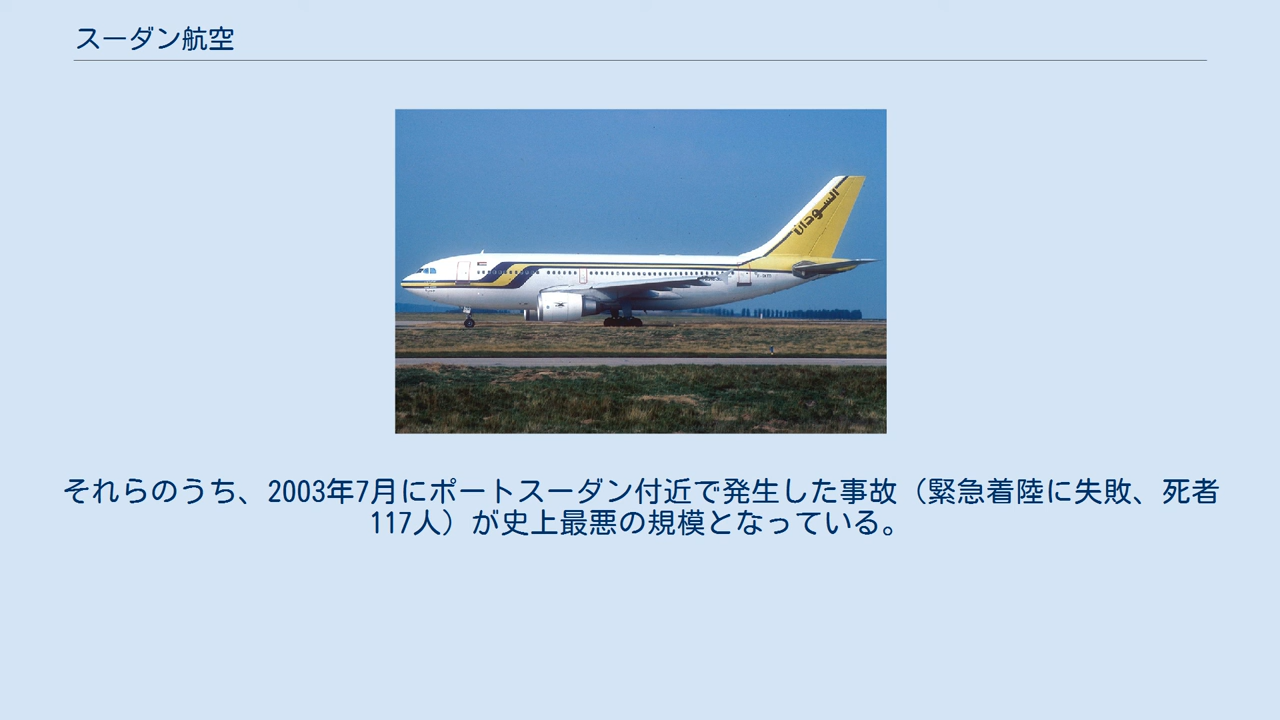 スーダン航空
السودان
それらのうち、2003年7月にポートスーダン付近で発生した事故（緊急着陸に失敗、死者
117人）が史上最悪の規模となっている。